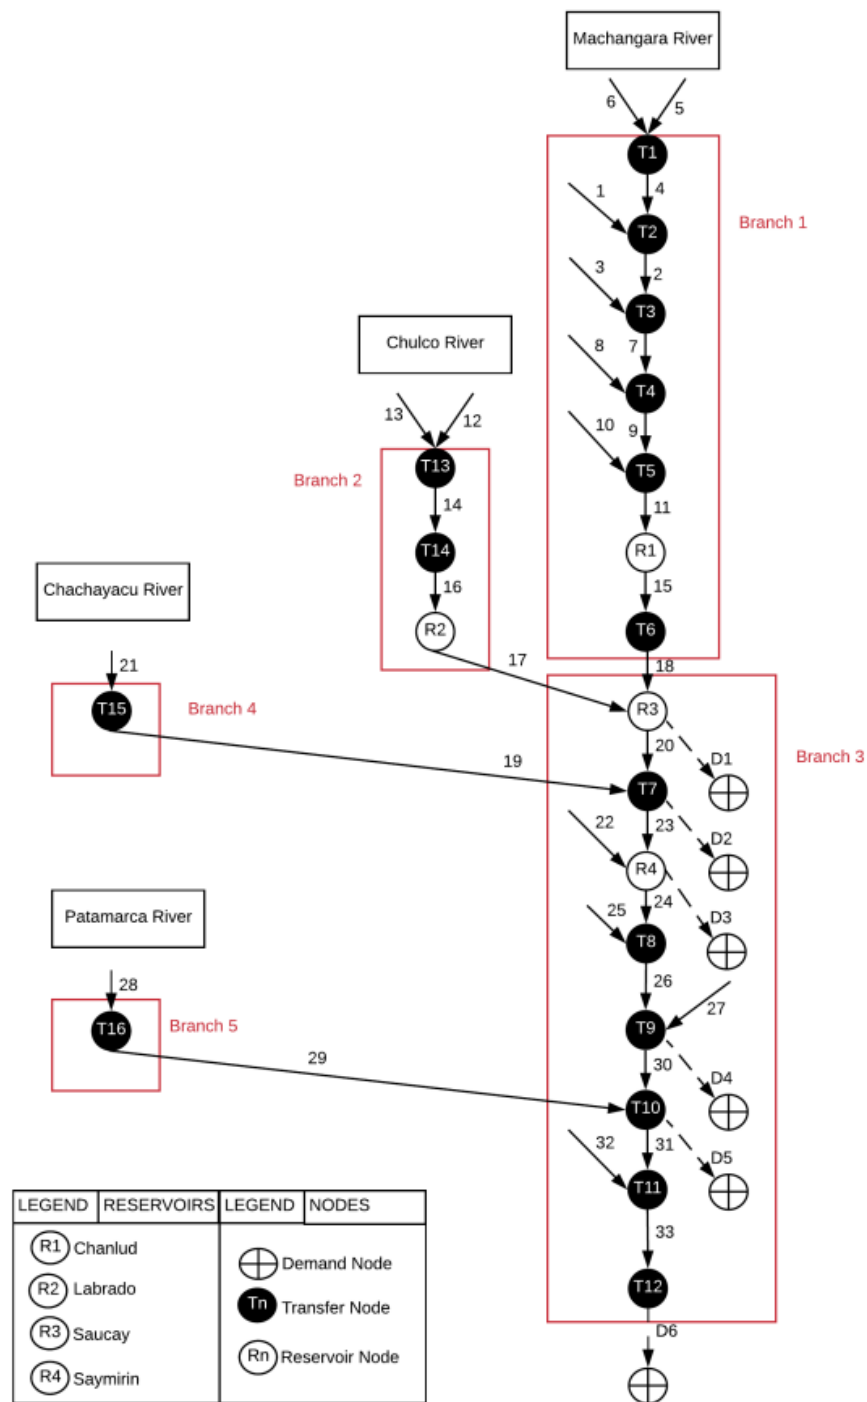 Machangara River
6
5
T1
4
1
Branch 1
T2
3
2
T3
Chulco River
8
7
T4
13
12
10
9
T13
T5
Branch 2
14
11
T14
R1
Chachayacu River
16
15
R2
T6
21
17
18
T15
Branch 4
R3
20
D1
Branch 3
19
T7
22
23
D2
R4
Patamarca River
24
25
D3
T8
28
26
27
T16
Branch 5
T9
29
30
D4
T10
32
31
D5
T11
LEGEND RESERVOIRS LEGEND NODES
33
R1 Chanlud
Demand Node
R2 Labrado
Tn Transfer Node
T12
R3 Saucay
D6
Rn Reservoir Node
R4 Saymirin